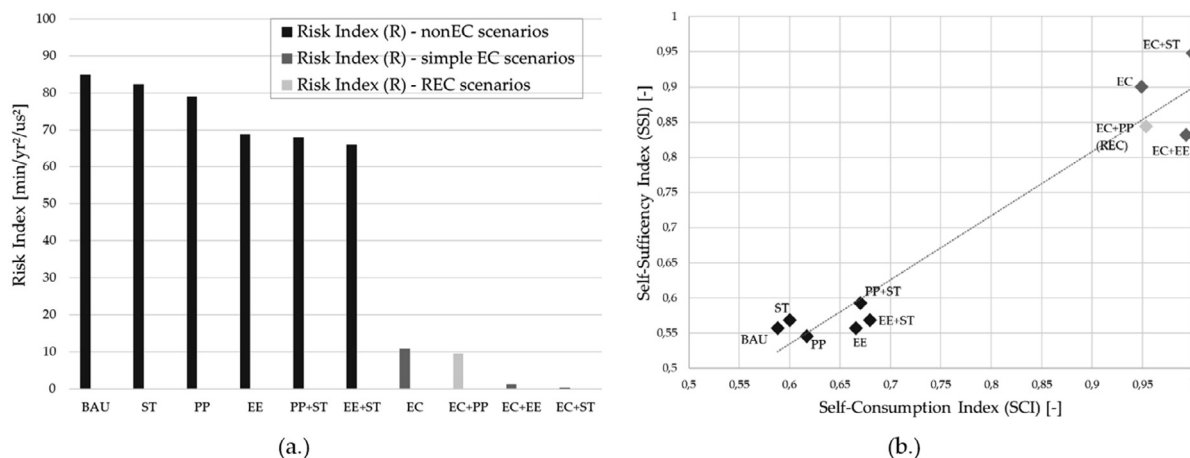 100
90
80
70
60
50
40
30
20
10
0
Risk Index [min/yr²/us²]
Risk Index (R) - nonEC scenarios
Risk Index (R) - simple EC scenarios
Risk Index (R) - REC scenarios
BAU ST PP EE PP+ST EE+ST EC EC+PP EC+EE EC+ST
(a.)
1
0,95
0,9
0,85
0,8
0,75
0,7
0,65
0,6
0,55
0,5
Self-Sufficency Index (SSI) [-]
EC+ST
EC
EC+PP
(REC)
EC+EE
PP+ST
ST
EE+ST
BAU
PP
EE
0,5 0,55 0,6 0,65 0,7 0,75 0,8 0,85 0,9 0,95
Self-Consumption Index (SCI) [-]
(b.)